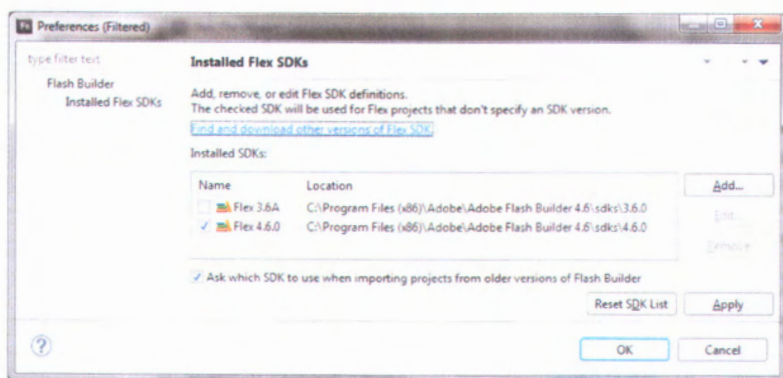 Preferences (Filtered)
type filter text
Flash Builder
Installed Flex SDKs
Installed Flex SDKs
Add, remove, or edit Flex SDK definitions.
The checked SDK will be used for Flex projects that don't specify an SDK version.
Find and download other versions of Flex SDK.
Installed SDKs:
Name Location
Flex 3.6A C:\Program Files (x86)\Adobe\Adobe Flash Builder 4.6\sdks\3.6.0
Flex 4.6.0 C:\Program Files (x86)\Adobe\Adobe Flash Builder 4.6\sdks\4.6.0
Add...
Edit...
Remove
Ask which SDK to use when importing projects from older versions of Flash Builder
Reset SDK List Apply
OK Cancel